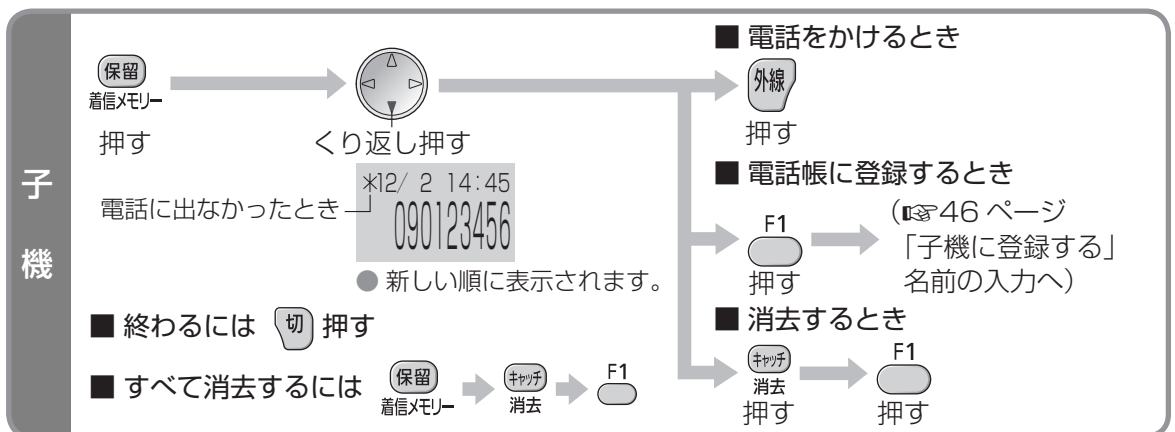 子機
保留
着信メモリー
押す
くり返し押す
電話に出なかったとき
*12/ 2 14:45
090123456
● 新しい順に表示されます。
■ 終わるには 切 押す
■ すべて消去するには 保留 着信メモリー キャッチ 消去 F1
■ 電話をかけるとき
外線
押す
■ 電話帳に登録するとき
F1
押す
(☞46 ページ
「子機に登録する」
名前の入力へ)
■ 消去するとき
キャッチ
消去
押す
F1
押す